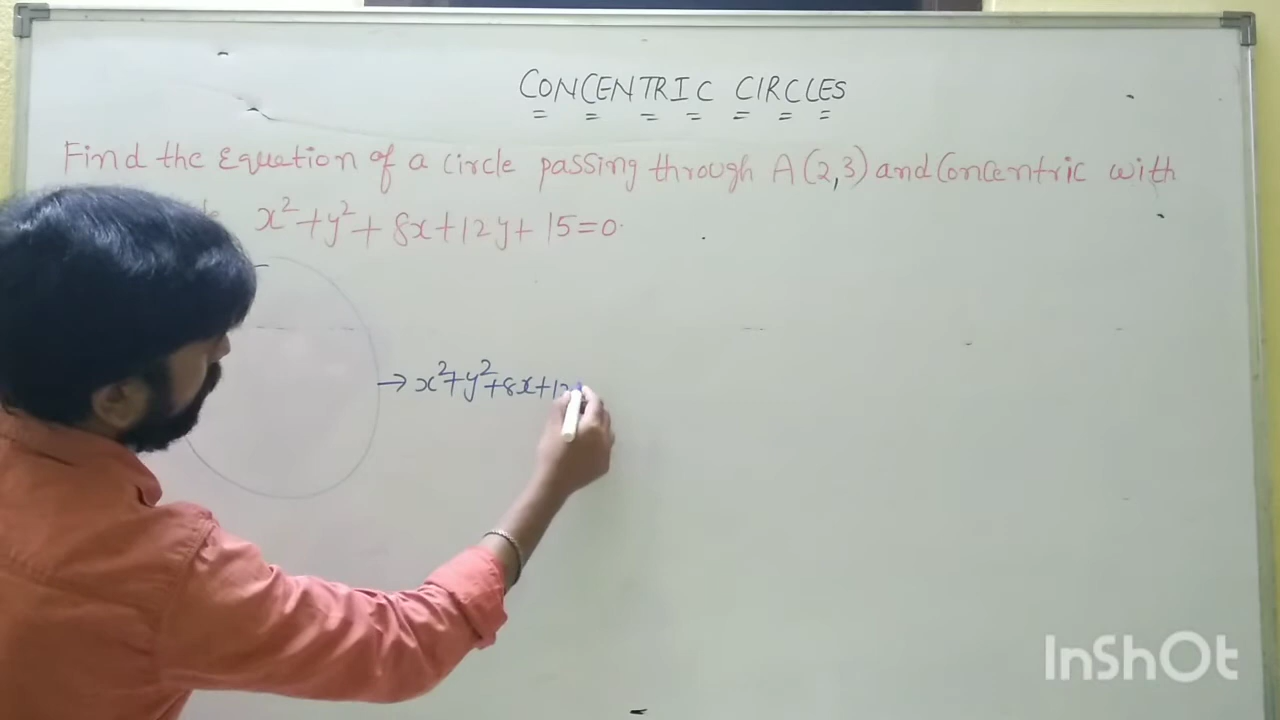 CONCENTRIC CIRCLES
Find the Equation of a circle passing through A(2,3) and Concentric with
x²+y²+8x+12y+15=0.
→ x²+y²+8x+12
InShOt